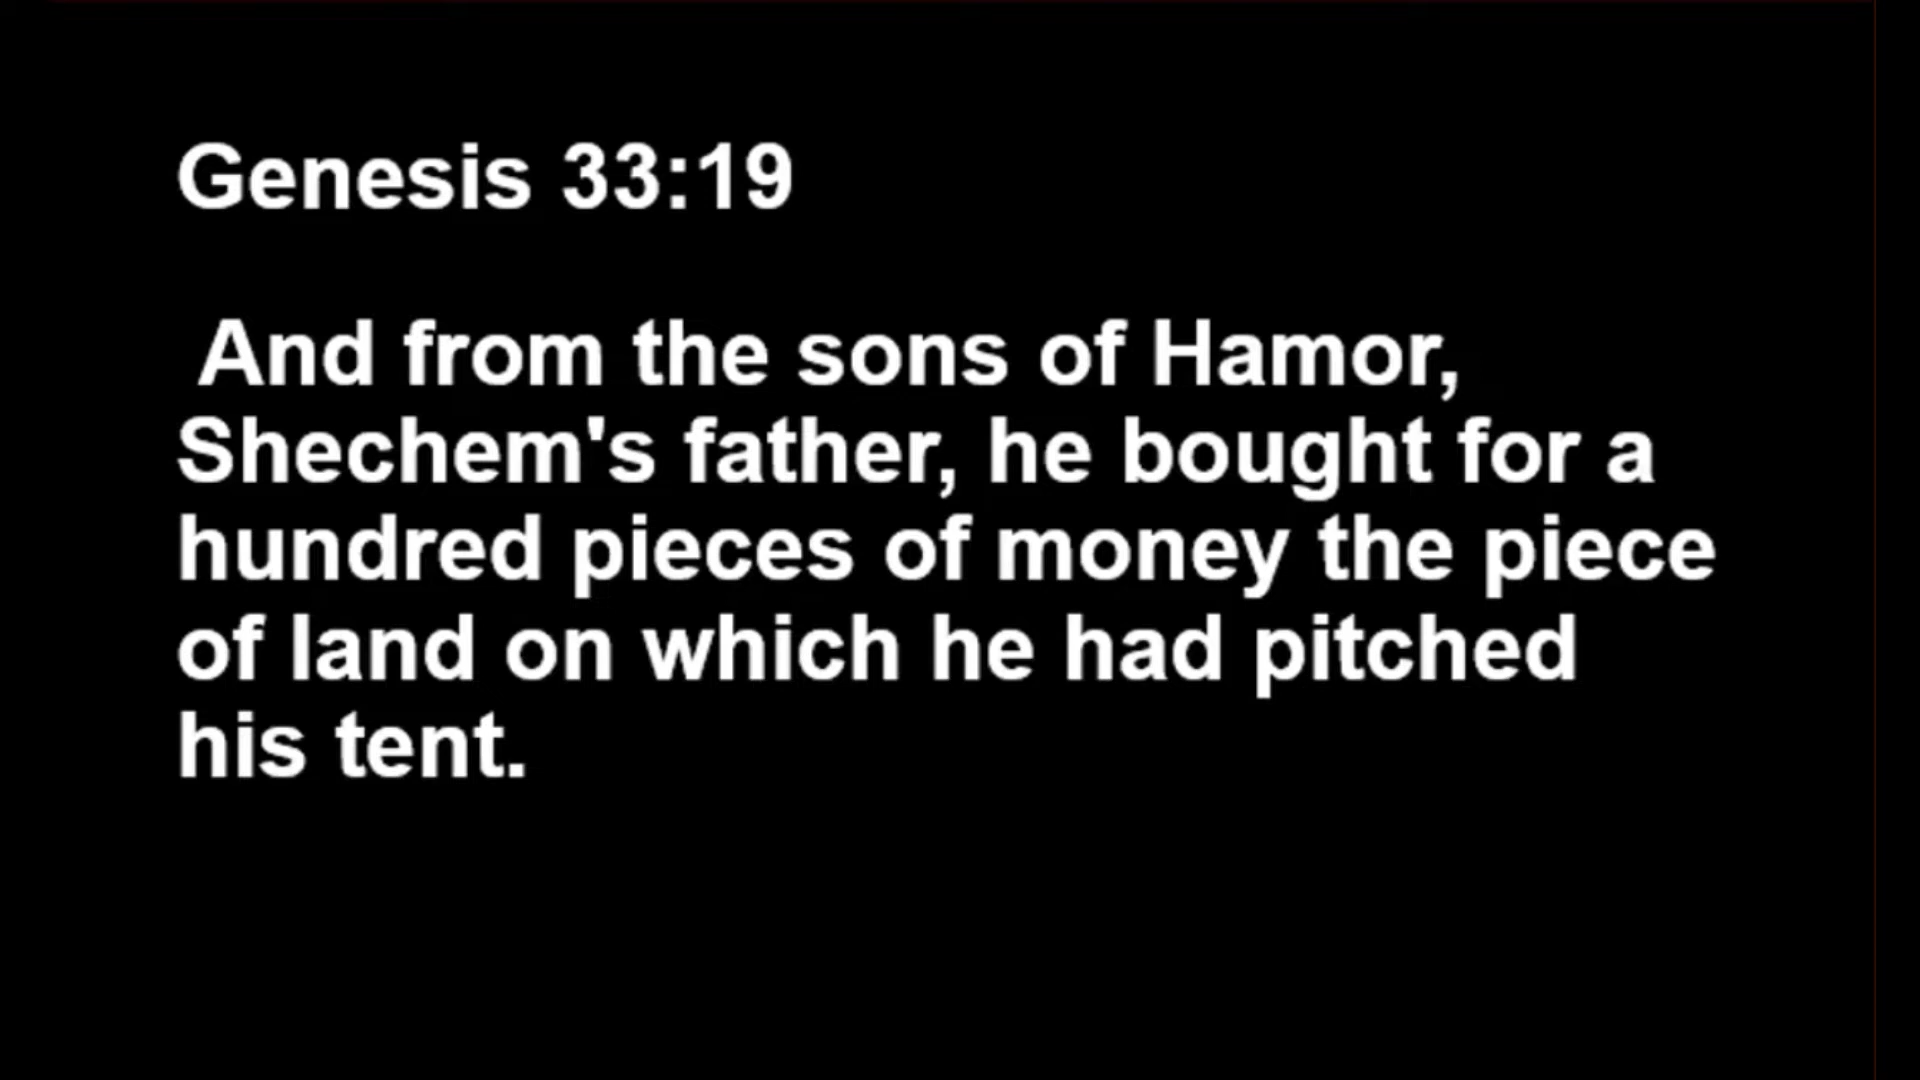 Genesis 33:19
And from the sons of Hamor,
Shechem's father, he bought for a
hundred pieces of money the piece
of land on which he had pitched
his tent.